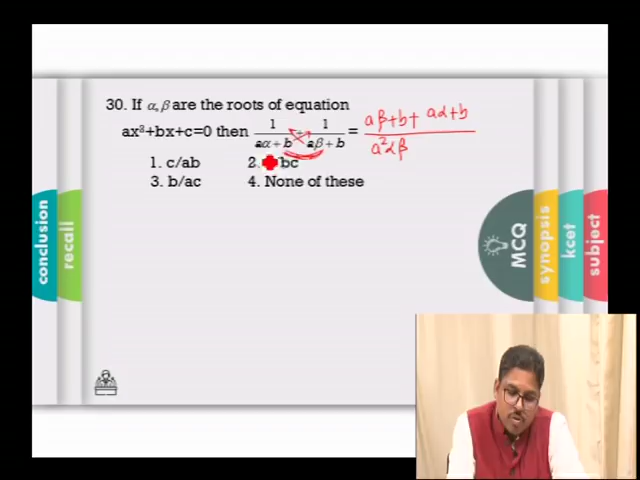 30. If α, β are the roots of equation
ax²+bx+c=0 then 1/(aα + b) + 1/(aβ + b) = (aβ+b+ aα+b)/(a²αβ
1. c/ab 2. bc
3. b/ac 4. None of these
conclusion
recall
MCQ
synopsis
kcet
subject